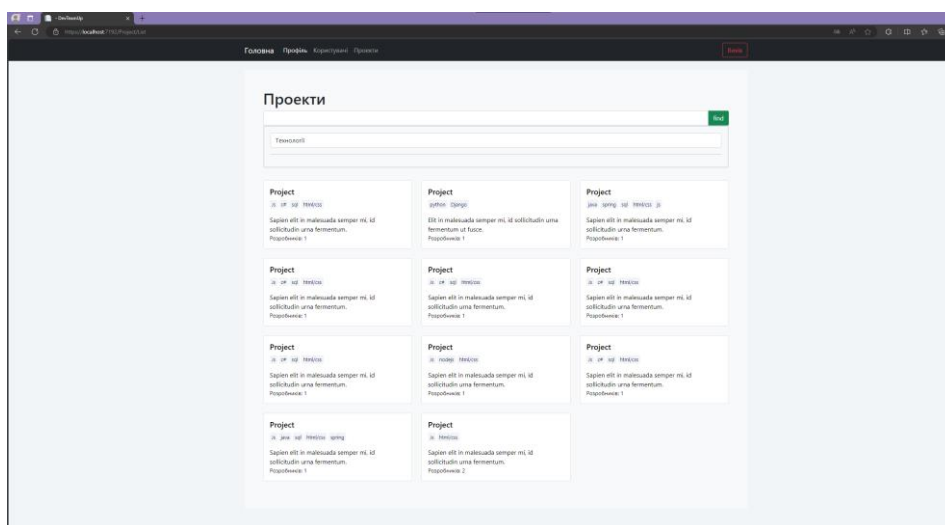 - DevTeamUp
https://localhost:7192/Project/List
Головна Профіль Користувачі Проекти
Вийти
Проекти
find
Технології
Project
js c# sql html/css
Sapien elit in malesuada semper mi, id
sollicitudin urna fermentum.
Розробників: 1
Project
python Django
Elit in malesuada semper mi, id sollicitudin urna
fermentum ut fusce.
Розробників: 1
Project
java spring sql html/css js
Sapien elit in malesuada semper mi, id
sollicitudin urna fermentum.
Розробників: 1
Project
js c# sql html/css
Sapien elit in malesuada semper mi, id
sollicitudin urna fermentum.
Розробників: 1
Project
js c# sql html/css
Sapien elit in malesuada semper mi, id
sollicitudin urna fermentum.
Розробників: 1
Project
js c# sql html/css
Sapien elit in malesuada semper mi, id
sollicitudin urna fermentum.
Розробників: 1
Project
js c# sql html/css
Sapien elit in malesuada semper mi, id
sollicitudin urna fermentum.
Розробників: 1
Project
js nodejs html/css
Sapien elit in malesuada semper mi, id
sollicitudin urna fermentum.
Розробників: 1
Project
js c# sql html/css
Sapien elit in malesuada semper mi, id
sollicitudin urna fermentum.
Розробників: 1
Project
js java sql html/css spring
Sapien elit in malesuada semper mi, id
sollicitudin urna fermentum.
Розробників: 1
Project
js html/css
Sapien elit in malesuada semper mi, id
sollicitudin urna fermentum.
Розробників: 2